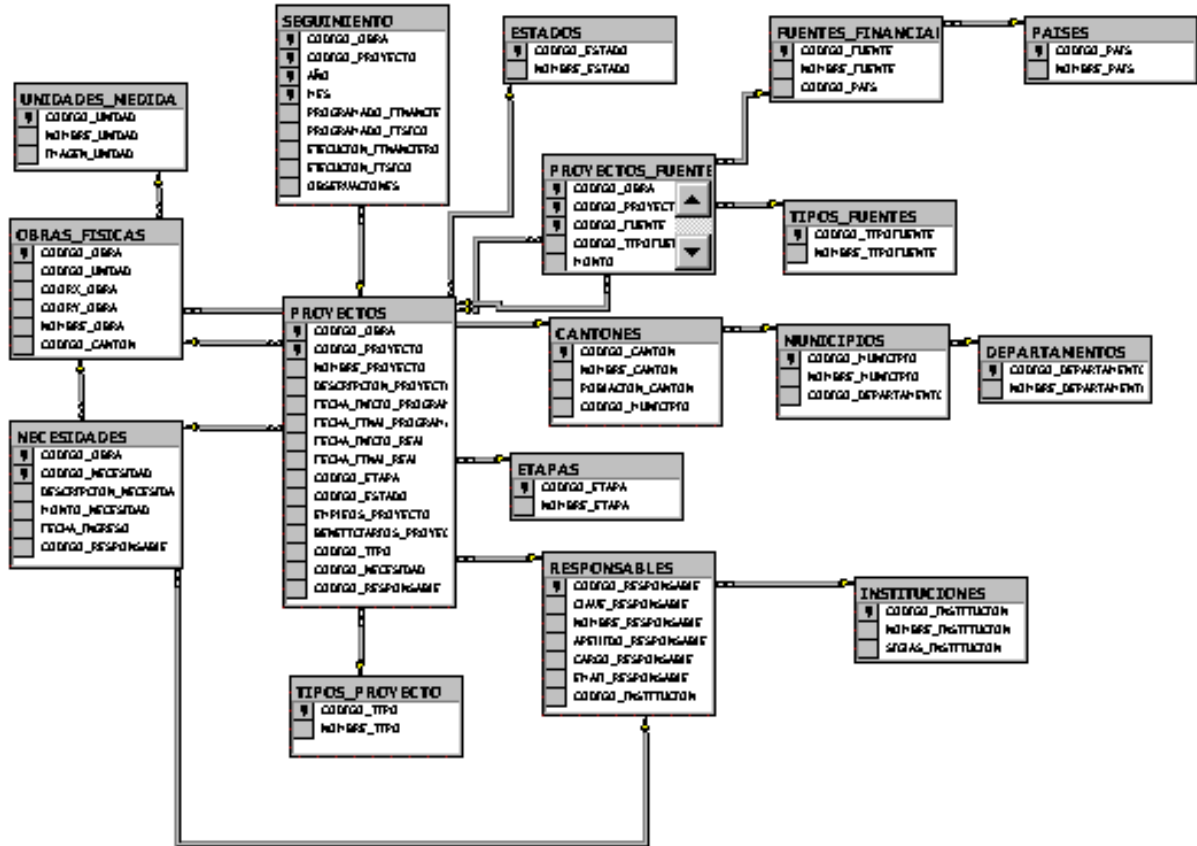 SEGUIMIENTO
CODIGO_OBRA
CODIGO_PROYECTO
AÑO
MES
PROGRAMADO_FINANCIE
PROGRAMADO_FISICO
EJECUCION_FINANCIERO
EJECUCION_FISICO
OBSERVACIONES
ESTADOS
CODIGO_ESTADO
NOMBRE_ESTADO
FUENTES_FINANCIAI
CODIGO_FUENTE
NOMBRE_FUENTE
CODIGO_PAIS
PAISES
CODIGO_PAIS
NOMBRE_PAIS
UNIDADES_MEDIDA
CODIGO_UNIDAD
NOMBRE_UNIDAD
IMAGEN_UNIDAD
PROYECTOS_FUENTE
CODIGO_OBRA
CODIGO_PROYECT
CODIGO_FUENTE
CODIGO_TIPOFUEN
MONTO
TIPOS_FUENTES
CODIGO_TIPOFUENTE
NOMBRE_TIPOFUENTE
OBRAS_FISICAS
CODIGO_OBRA
CODIGO_UNIDAD
COORX_OBRA
COORY_OBRA
NOMBRE_OBRA
CODIGO_CANTON
PROYECTOS
CODIGO_OBRA
CODIGO_PROYECTO
NOMBRE_PROYECTO
DESCRIPCION_PROYECTO
FECHA_INICIO_PROGRAM
FECHA_FINAL_PROGRAMA
FECHA_INICIO_REAL
FECHA_FINAL_REAL
CODIGO_ETAPA
CODIGO_ESTADO
EMPLEOS_PROYECTO
BENEFICIARIOS_PROYEC
CODIGO_TIPO
CODIGO_NECESIDAD
CODIGO_RESPONSABLE
CANTONES
CODIGO_CANTON
NOMBRE_CANTON
POBLACION_CANTON
CODIGO_MUNICIPIO
MUNICIPIOS
CODIGO_MUNICIPIO
NOMBRE_MUNICIPIO
CODIGO_DEPARTAMENTO
DEPARTAMENTOS
CODIGO_DEPARTAMENTO
NOMBRE_DEPARTAMENTO
NECESIDADES
CODIGO_OBRA
CODIGO_NECESIDAD
DESCRIPCION_NECESIDA
MONTO_NECESIDAD
FECHA_INGRESO
CODIGO_RESPONSABLE
ETAPAS
CODIGO_ETAPA
NOMBRE_ETAPA
RESPONSABLES
CODIGO_RESPONSABLE
CLAVE_RESPONSABLE
NOMBRE_RESPONSABLE
APELLIDO_RESPONSABLE
CARGO_RESPONSABLE
EMAIL_RESPONSABLE
CODIGO_INSTITUCION
INSTITUCIONES
CODIGO_INSTITUCION
NOMBRE_INSTITUCION
SIGLAS_INSTITUCION
TIPOS_PROYECTO
CODIGO_TIPO
NOMBRE_TIPO